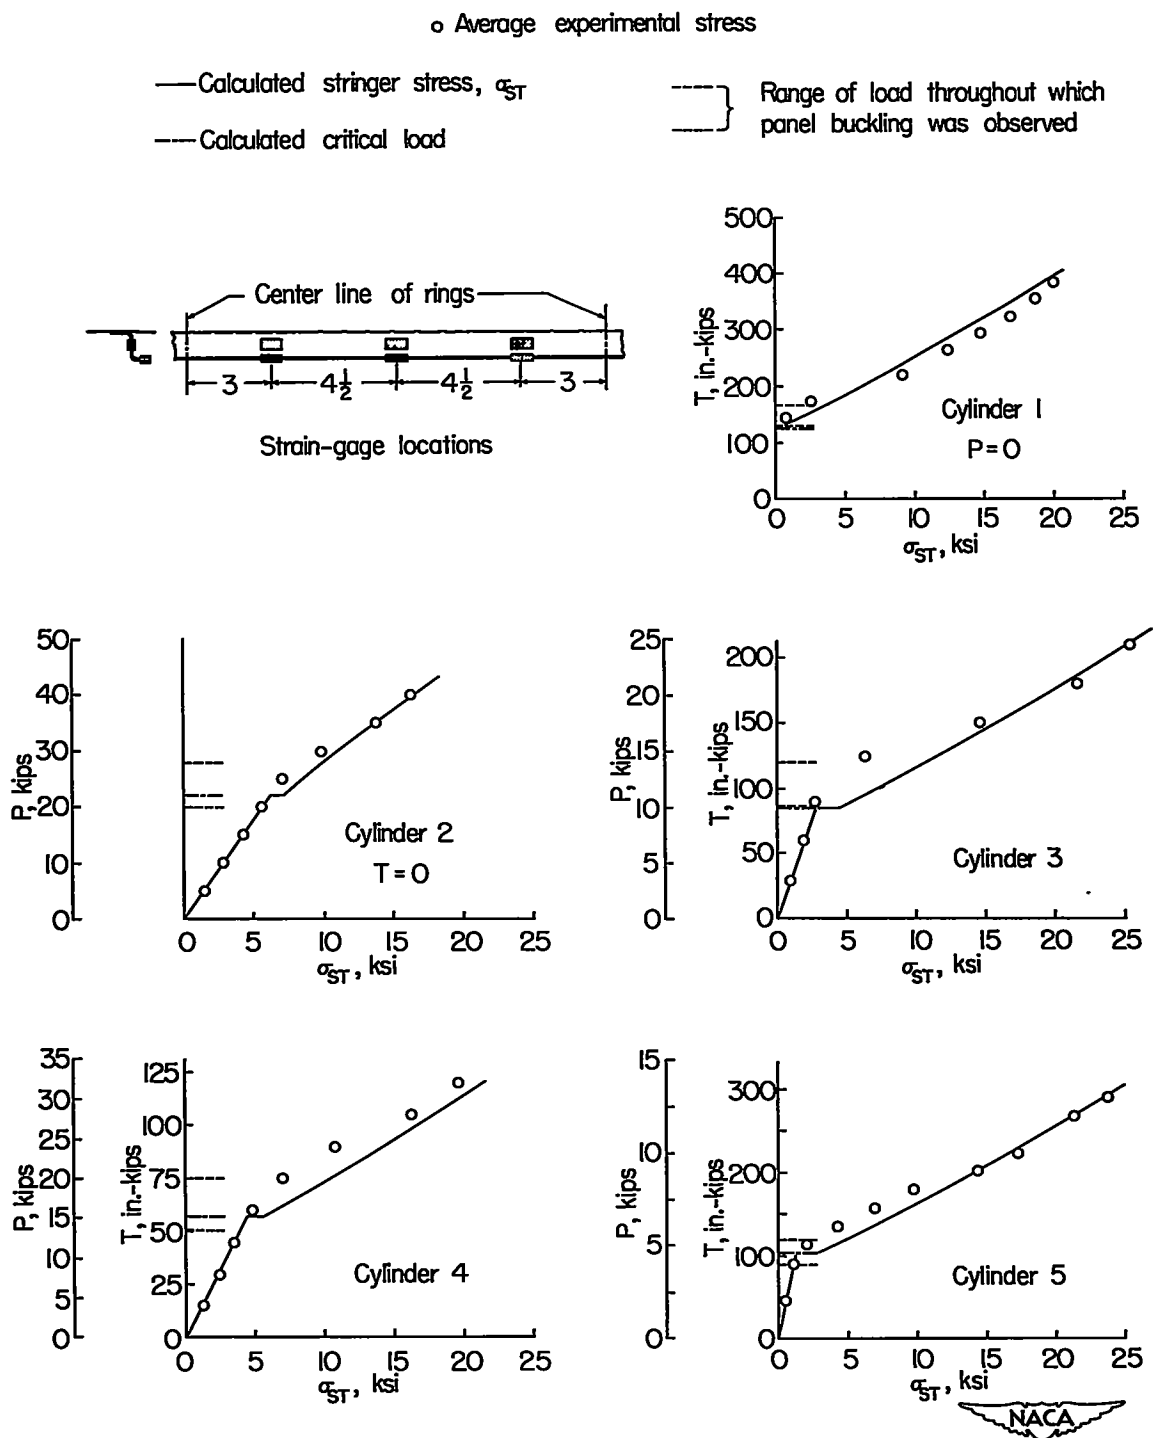 Average experimental stress
Calculated stringer stress, σST
Calculated critical load
Range of load throughout which
panel buckling was observed
Center line of rings
3 4½ 4½ 3
Strain-gage locations
500
400
300
200
100
0
T, in.-kips
Cylinder 1
P=0
0 5 10 15 20 25
σST, ksi
50
40
30
20
10
0
P, kips
Cylinder 2
T=0
0 5 10 15 20 25
σST, ksi
25
20
15
10
5
0
P, kips
200
150
100
50
0
T, in.-kips
Cylinder 3
0 5 10 15 20 25
σST, ksi
35
30
25
20
15
10
5
0
P, kips
125
100
75
50
25
0
T, in.-kips
Cylinder 4
0 5 10 15 20 25
σST, ksi
15
10
5
0
P, kips
300
200
100
0
T, in.-kips
Cylinder 5
0 5 10 15 20 25
σST, ksi
NACA